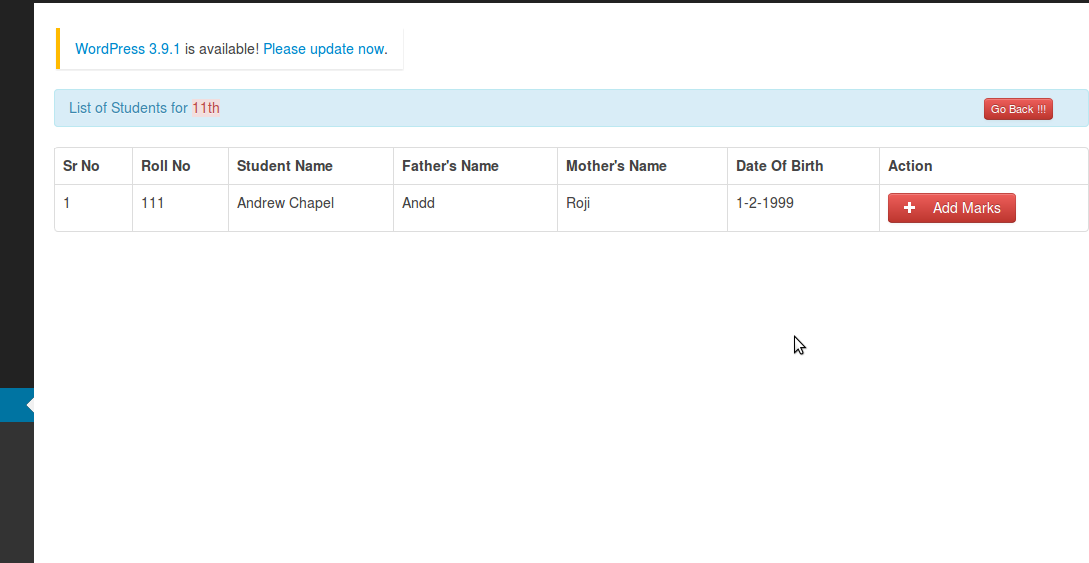 WordPress 3.9.1 is available! Please update now.
List of Students for 11th Go Back !!!
Sr No Roll No Student Name Father's Name Mother's Name Date Of Birth Action
1 111 Andrew Chapel Andd Roji 1-2-1999 Add Marks